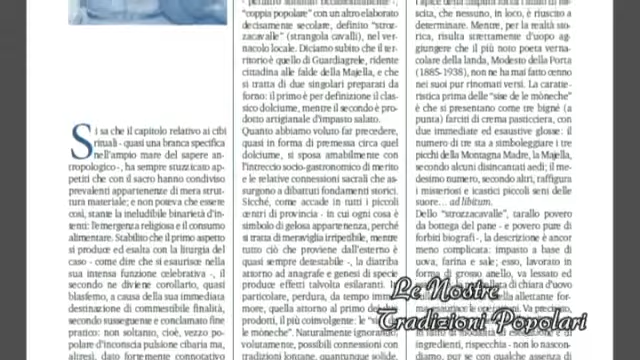 Si sa che il capitolo relativo ai cibi
rituali - quasi una branca specifica
nell'ampio mare del sapere an-
tropologico-, ha sempre stuzzicato appe-
titi che con il sacro hanno condiviso
prevalenti appartenenze di mera strut-
tura materiale; e non poteva che essere
così, stante la ineludibile binarietà d'in-
tenti: l'emergenza religiosa e il consumo
alimentare. Stabilito che il primo aspetto
si produce ed esalta con la liturgia del
caso - come dire che si esaurisce nella
sua intensa funzione celebrativa -, il
secondo ne diviene corollario, quasi
blasfemo, a causa della sua immediata
destinazione di commestibile finalità,
secondo susseguente e conclamato fine
pratico: non soltanto, cioè, vezzo po-
polare d'inconscia pulsione cibaria ma,
altresì, dato fortemente connotativo
"coppia popolare" con un altro elaborato
decisamente secolare, definito "stroz-
zacavalle" (strangola cavalli), nel ver-
nacolo locale. Diciamo subito che il ter-
ritorio è quello di Guardiagrele, ridente
cittadina alle falde della Majella, e che
si tratta di due singolari preparati da
forno: il primo è per definizione il clas-
sico dolciume, mentre il secondo è pro-
dotto artigianale d'impasto salato.
Quanto abbiamo voluto far precedere,
quasi in forma di premessa circa quel
dolciume, si sposa amabilmente con
l'intreccio socio-gastronomico di merito
e le relative connessioni sacrali che as-
surgono a dibattuti fondamenti storici.
Sicché, come accade in tutti i piccoli
centri di provincia - in cui ogni cosa è
simbolo di gelosa appartenenza, perché
si tratta di meraviglia irripetibile, mentre
tutto ciò che proviene dall'esterno è
quasi sempre detestabile -, la diatriba
attorno ad anagrafe e genesi di specie
produce effetti talvolta esilaranti. In
particolare, perdura, da tempo imme-
more, quella attorno al primo dei
prodotti, il più coinvolgente: le
Naturalmente ignorare
volutamente, possibili connessioni con
tradizioni lontane, quantunque solide,
scita, che nessuno, in loco, è riuscito a
determinare. Mentre, per la realtà sto-
rica, risulta strettamente d'uopo ag-
giungere che il più noto poeta verna-
colare della landa, Modesto della Porta
(1885-1938), non ne ha mai fatto cenno
nei suoi pur rinomati versi. La caratte-
ristica prima delle "sise de le mòneche"
è che si presentano come tre bignè (a
punta) farciti di crema pasticciera, con
due immediate ed esaustive glosse: il
numero di tre sta a simboleggiare i tre
picchi della Montagna Madre, la Majella,
secondo alcuni disincantati aedi; il me-
desimo numero, secondo altri, raffigura
i misteriosi e icastici piccoli seni delle
suore... ad libitum.
Dello "strozzacavalle", tarallo povero
da bottega del pane - e povero pure di
forbiti biografi -, la descrizione è ancor
meno complicata: impasto a base di
uova, farina e sale; esso, lavorato in
forma di grosso anello, va lessato ed
Le Nostre
Tradizioni Popolari